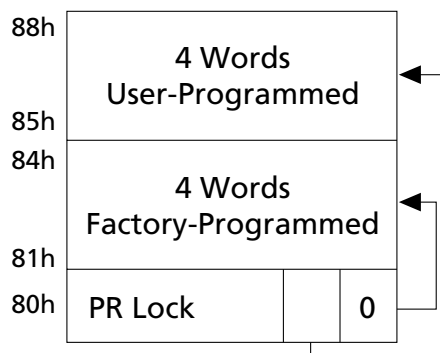 88h
4 Words
User-Programmed
85h
84h
4 Words
Factory-Programmed
81h
80h PR Lock 0